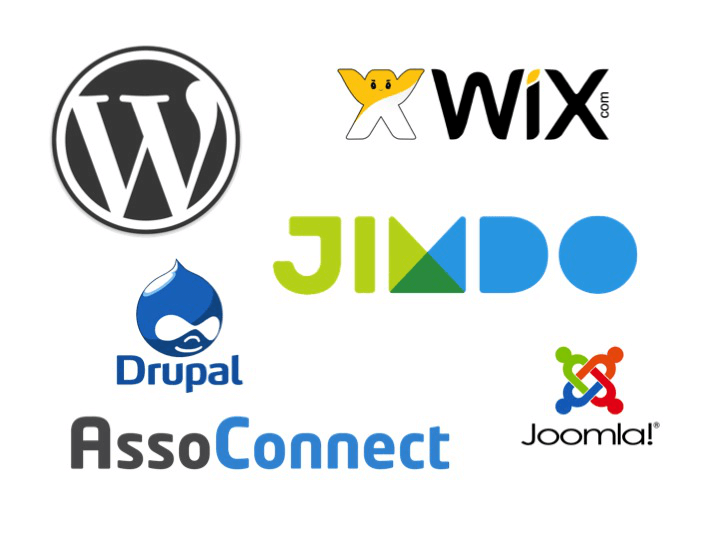 W
WiX
.com
JIMDO
Drupal
AssoConnect
Joomla!®